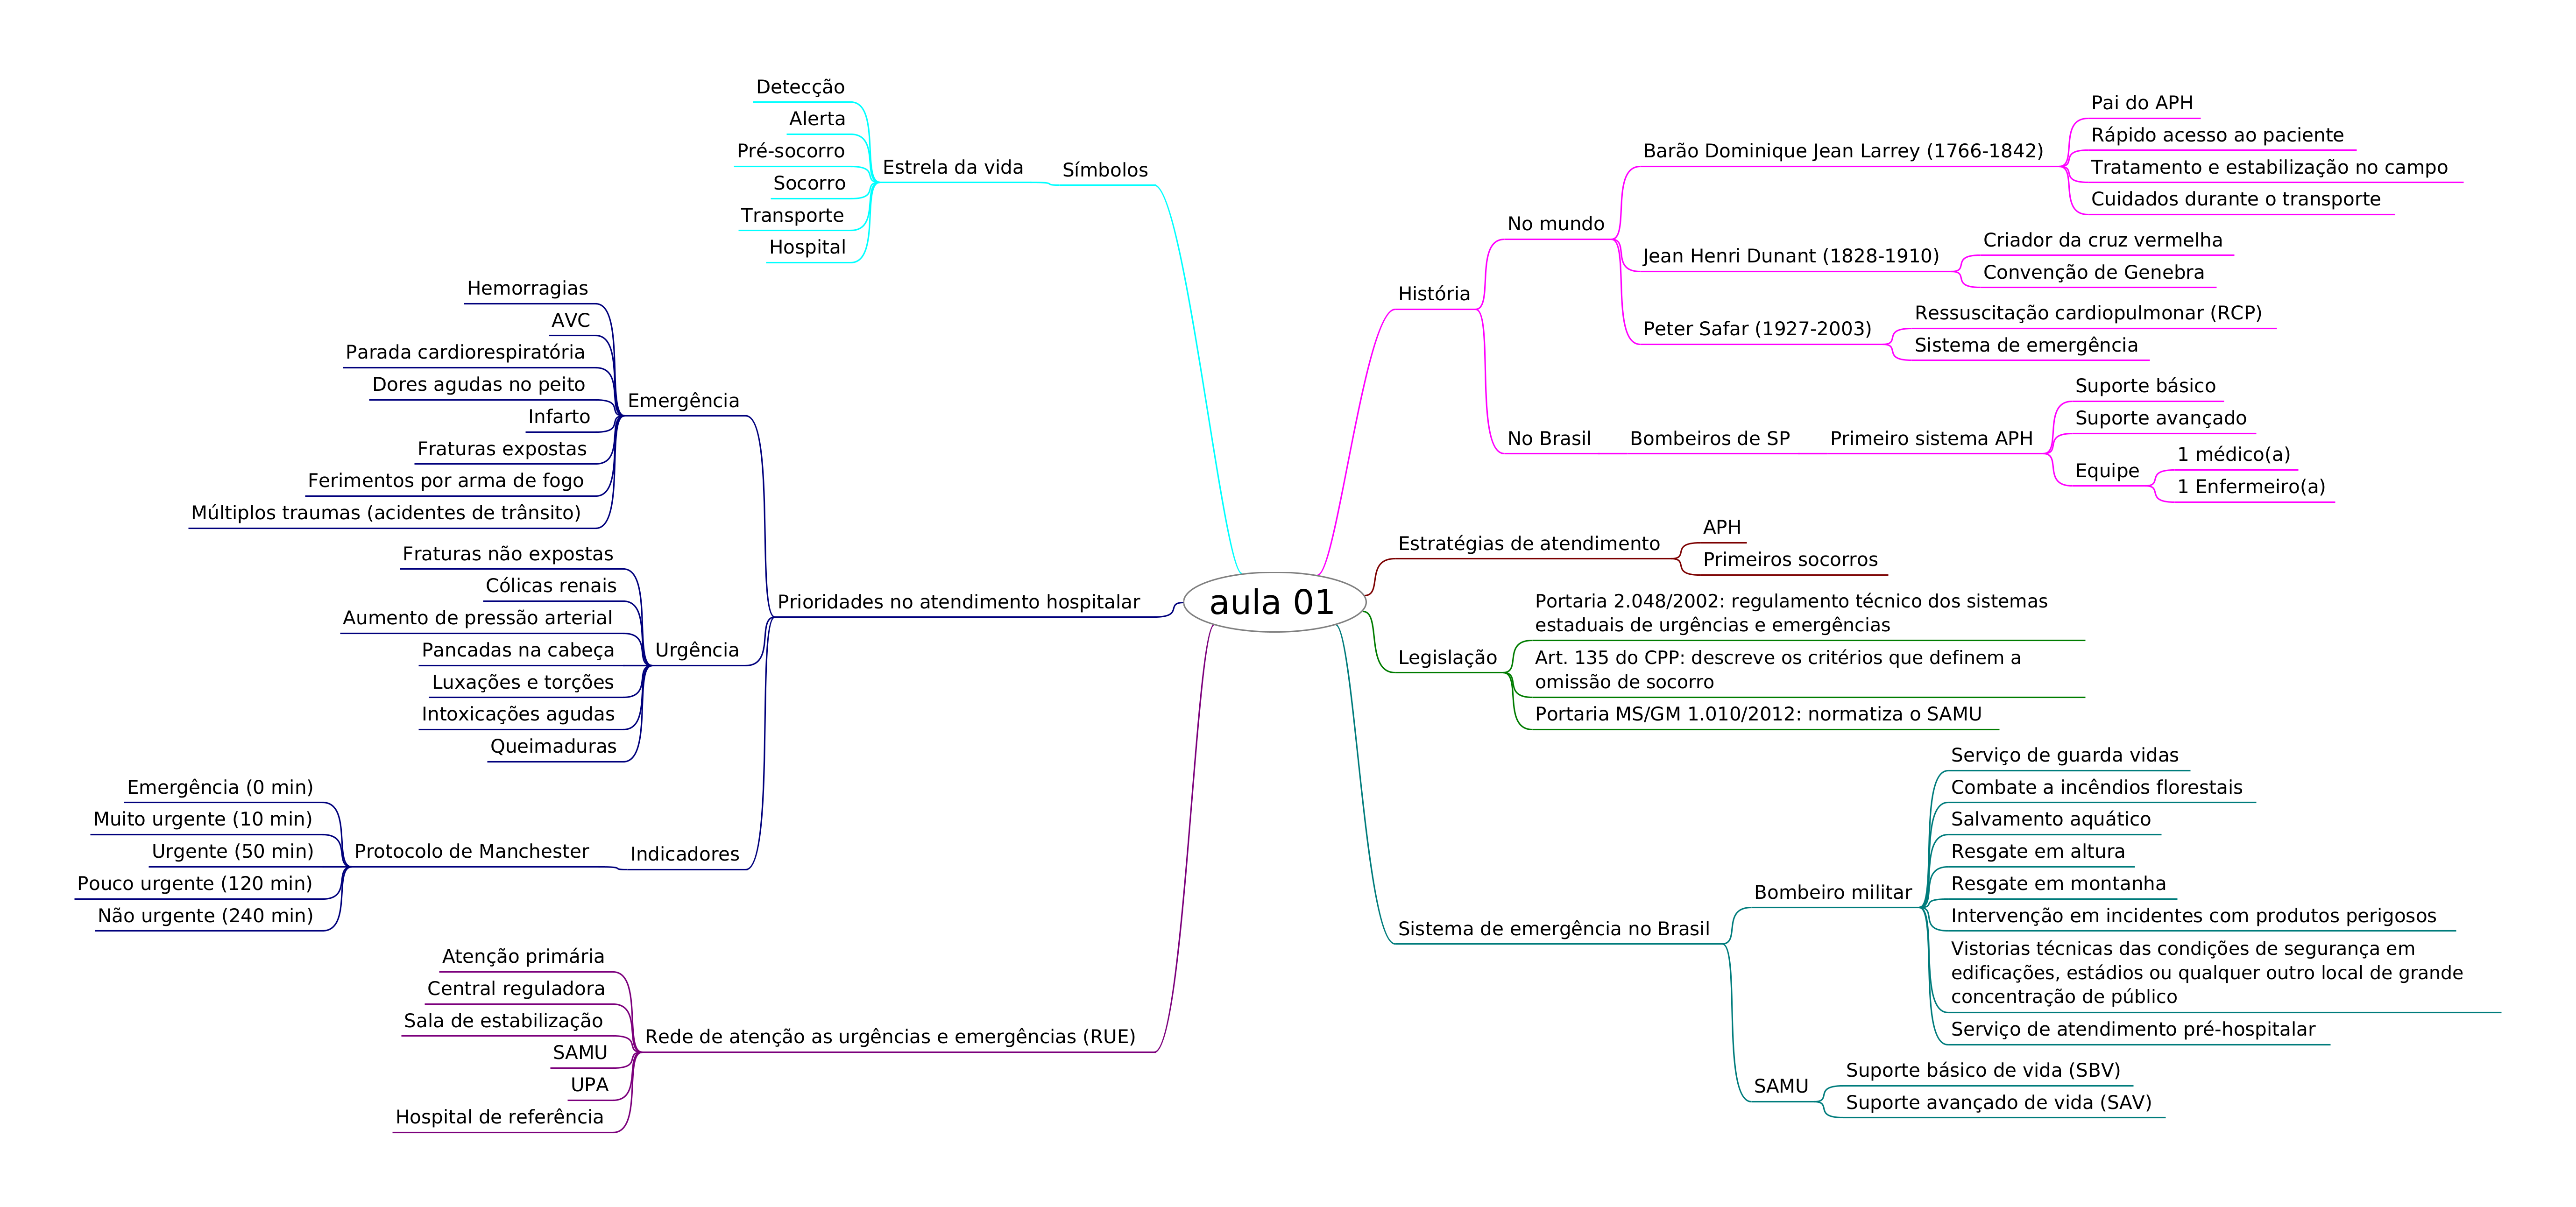 aula 01
História
No mundo
Barão Dominique Jean Larrey (1766-1842)
Pai do APH
Rápido acesso ao paciente
Tratamento e estabilização no campo
Cuidados durante o transporte
Jean Henri Dunant (1828-1910)
Criador da cruz vermelha
Convenção de Genebra
Peter Safar (1927-2003)
Ressuscitação cardiopulmonar (RCP)
Sistema de emergência
No Brasil
Bombeiros de SP
Primeiro sistema APH
Suporte básico
Suporte avançado
Equipe
1 médico(a)
1 Enfermeiro(a)
Estratégias de atendimento
APH
Primeiros socorros
Legislação
Portaria 2.048/2002: regulamento técnico dos sistemas
estaduais de urgências e emergências
Art. 135 do CPP: descreve os critérios que definem a
omissão de socorro
Portaria MS/GM 1.010/2012: normatiza o SAMU
Sistema de emergência no Brasil
Bombeiro militar
Serviço de guarda vidas
Combate a incêndios florestais
Salvamento aquático
Resgate em altura
Resgate em montanha
Intervenção em incidentes com produtos perigosos
Vistorias técnicas das condições de segurança em
edificações, estádios ou qualquer outro local de grande
concentração de público
Serviço de atendimento pré-hospitalar
SAMU
Suporte básico de vida (SBV)
Suporte avançado de vida (SAV)
Símbolos
Estrela da vida
Detecção
Alerta
Pré-socorro
Socorro
Transporte
Hospital
Prioridades no atendimento hospitalar
Emergência
Hemorragias
AVC
Parada cardiorespiratória
Dores agudas no peito
Infarto
Fraturas expostas
Ferimentos por arma de fogo
Múltiplos traumas (acidentes de trânsito)
Urgência
Fraturas não expostas
Cólicas renais
Aumento de pressão arterial
Pancadas na cabeça
Luxações e torções
Intoxicações agudas
Queimaduras
Indicadores
Protocolo de Manchester
Emergência (0 min)
Muito urgente (10 min)
Urgente (50 min)
Pouco urgente (120 min)
Não urgente (240 min)
Rede de atenção as urgências e emergências (RUE)
Atenção primária
Central reguladora
Sala de estabilização
SAMU
UPA
Hospital de referência